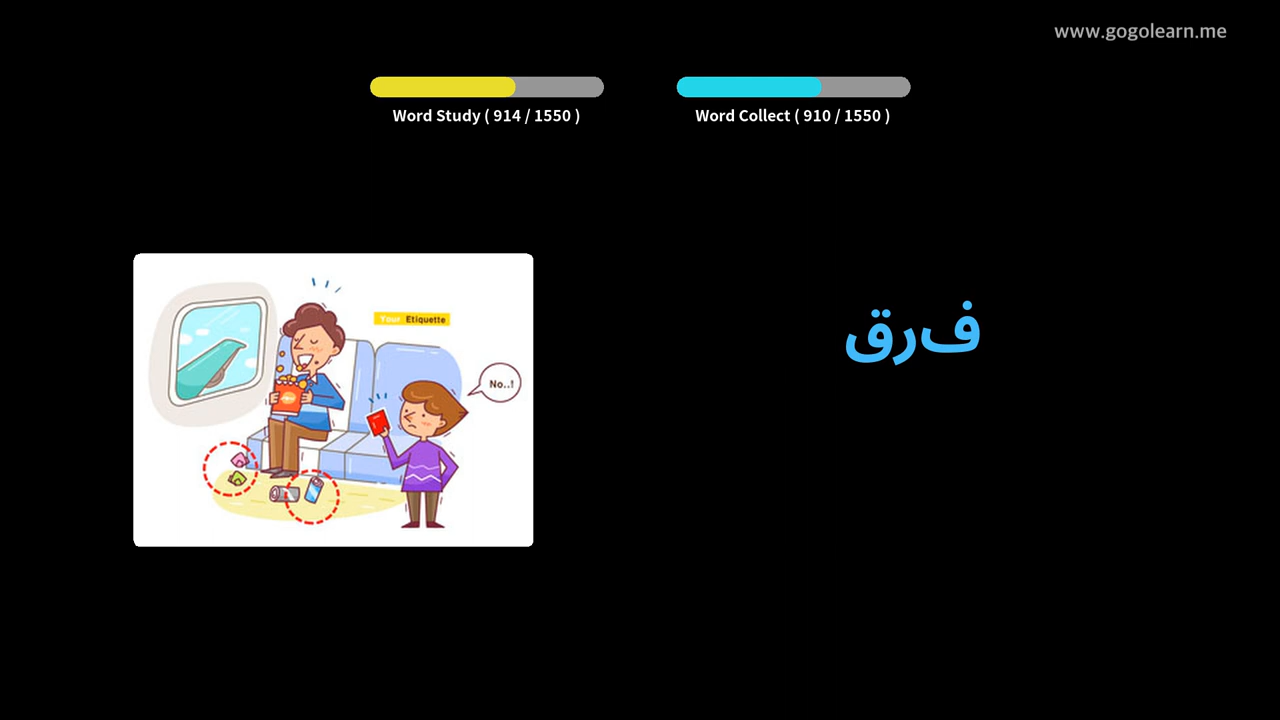 www.gogolearn.me
Word Study ( 914 / 1550 )
Word Collect ( 910 / 1550 )
Your Etiquette
No..!
فرق